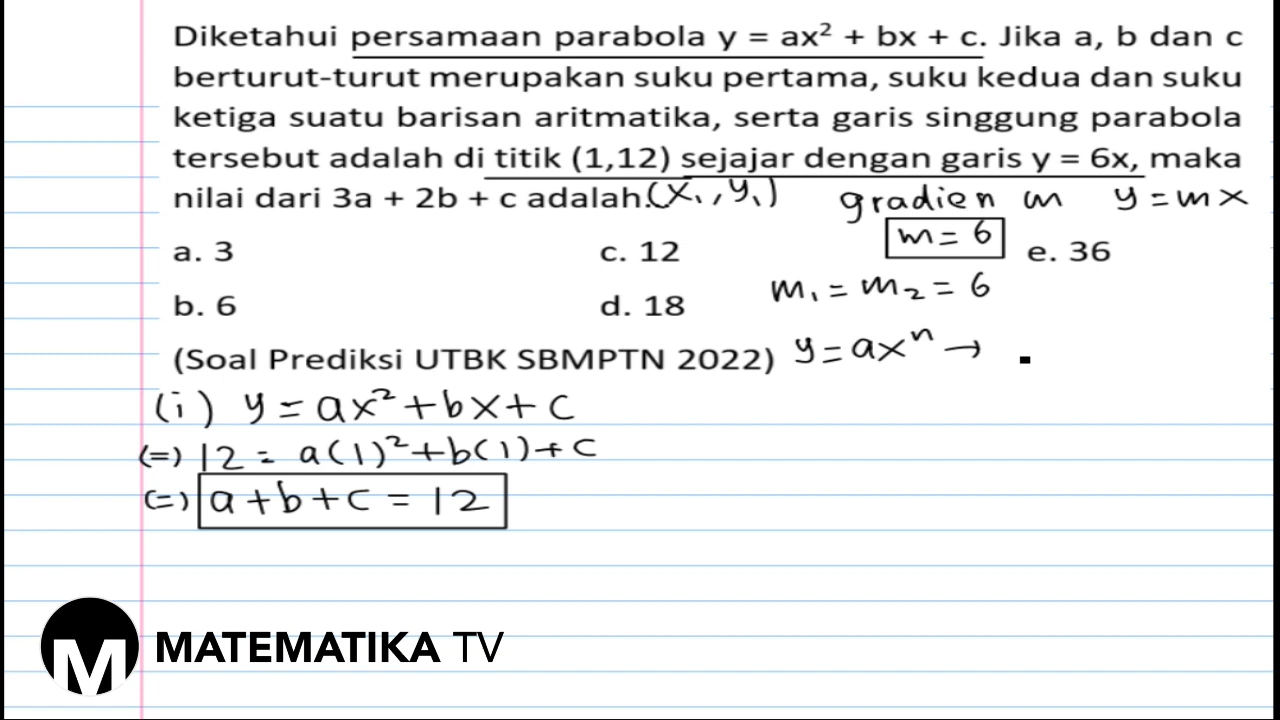 Diketahui persamaan parabola y = ax² + bx + c. Jika a, b dan c
berturut-turut merupakan suku pertama, suku kedua dan suku
ketiga suatu barisan aritmatika, serta garis singgung parabola
tersebut adalah di titik (1,12) sejajar dengan garis y = 6x, maka
nilai dari 3a + 2b + c adalah. (x₁, y₁) gradien m y = mx
m = 6
a. 3 c. 12 e. 36
m₁ = m₂ = 6
b. 6 d. 18
(Soal Prediksi UTBK SBMPTN 2022) y = axⁿ →
(i) y = ax² + bx + c
(=) 12 = a(1)² + b(1) + c
(=) a + b + c = 12
M MATEMATIKA TV